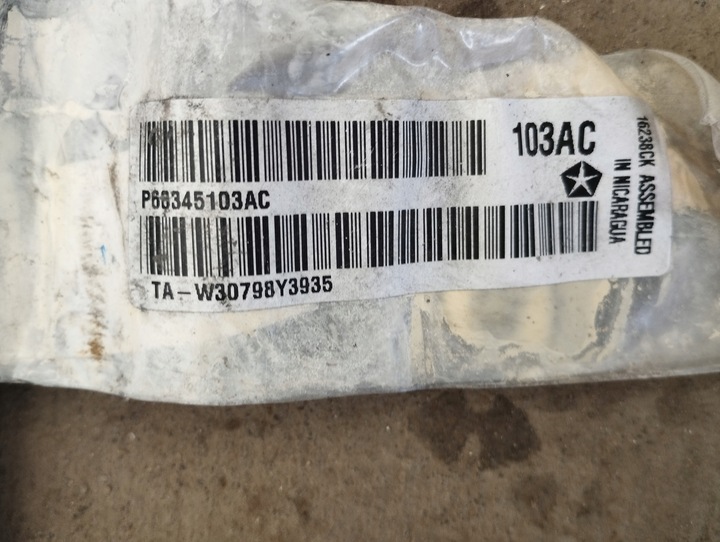 103AC
P68345103AC
TA-W30798Y3935
16238CK ASSEMBLED
IN NICARAGUA